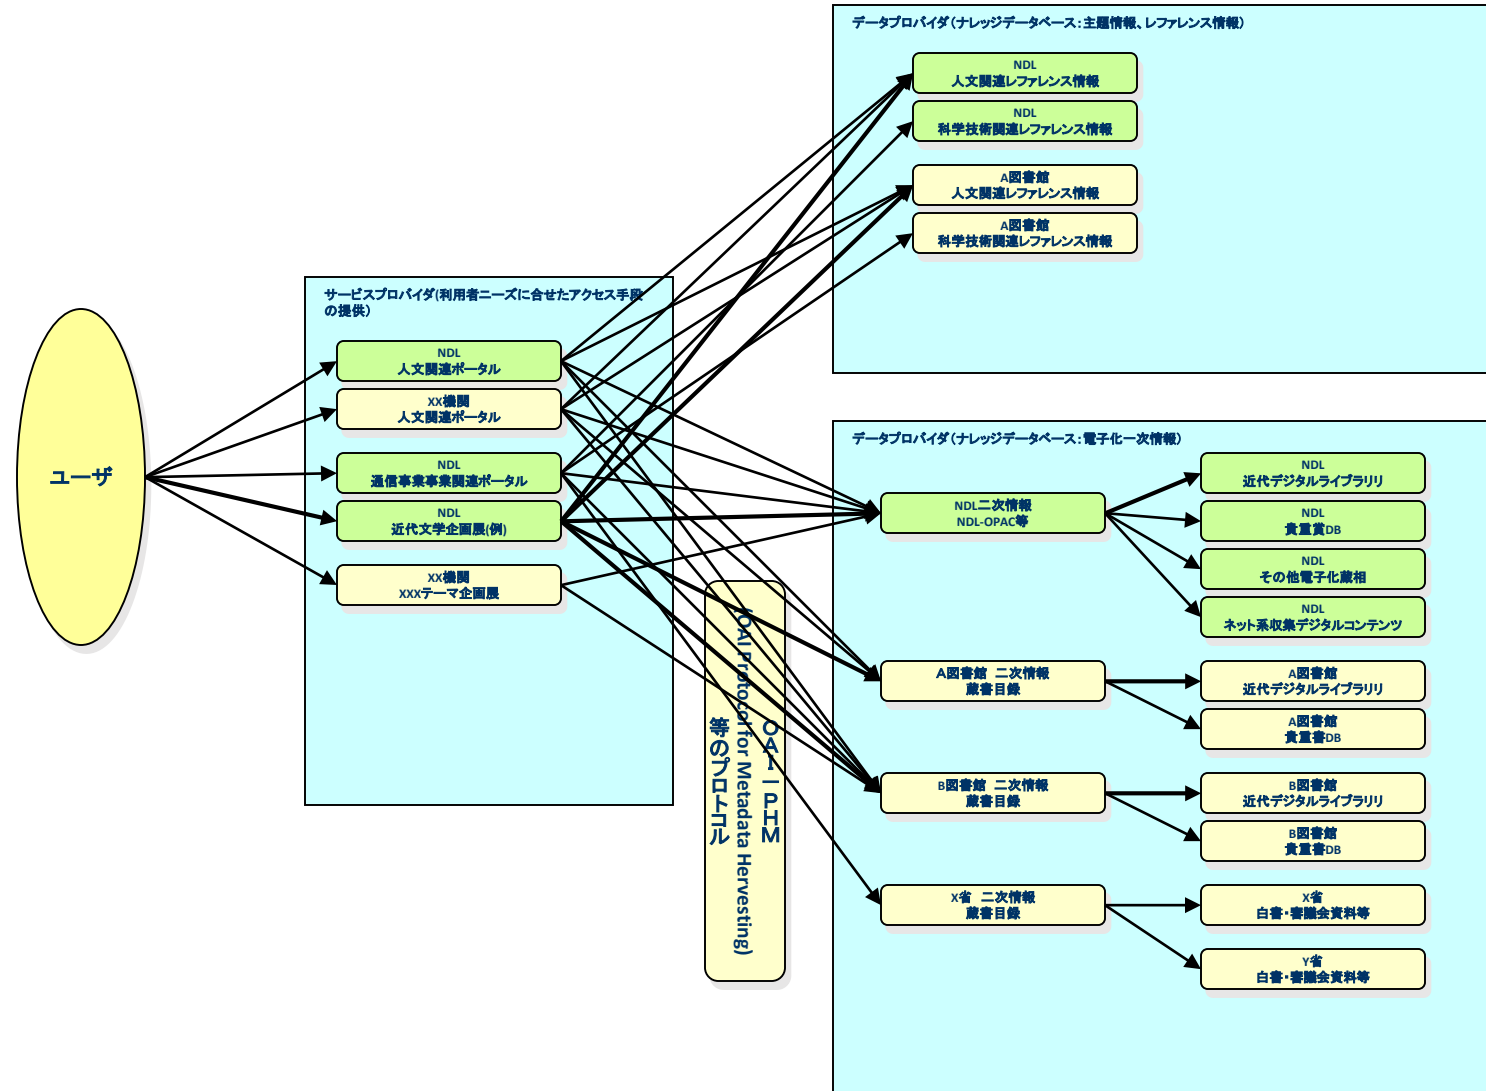 ユーザ
サービスプロバイダ(利用者ニーズに合せたアクセス手段
の提供)
NDL
人文関連ポータル
XX機関
人文関連ポータル
NDL
通信事業事業関連ポータル
NDL
近代文学企画展(例)
XX機関
XXXテーマ企画展
OAI-PHM
(OAI Protocol for Metadata Hervesting)
等のプロトコル
データプロバイダ(ナレッジデータベース:主題情報、レファレンス情報)
NDL
人文関連レファレンス情報
NDL
科学技術関連レファレンス情報
A図書館
人文関連レファレンス情報
A図書館
科学技術関連レファレンス情報
データプロバイダ(ナレッジデータベース:電子化一次情報)
NDL二次情報
NDL-OPAC等
NDL
近代デジタルライブラリリ
NDL
貴重賞DB
NDL
その他電子化蔵相
NDL
ネット系収集デジタルコンテンツ
A図書館 二次情報
蔵書目録
A図書館
近代デジタルライブラリリ
A図書館
貴重書DB
B図書館 二次情報
蔵書目録
B図書館
近代デジタルライブラリリ
B図書館
貴重書DB
X省 二次情報
蔵書目録
X省
白書・審議会資料等
Y省
白書・審議会資料等